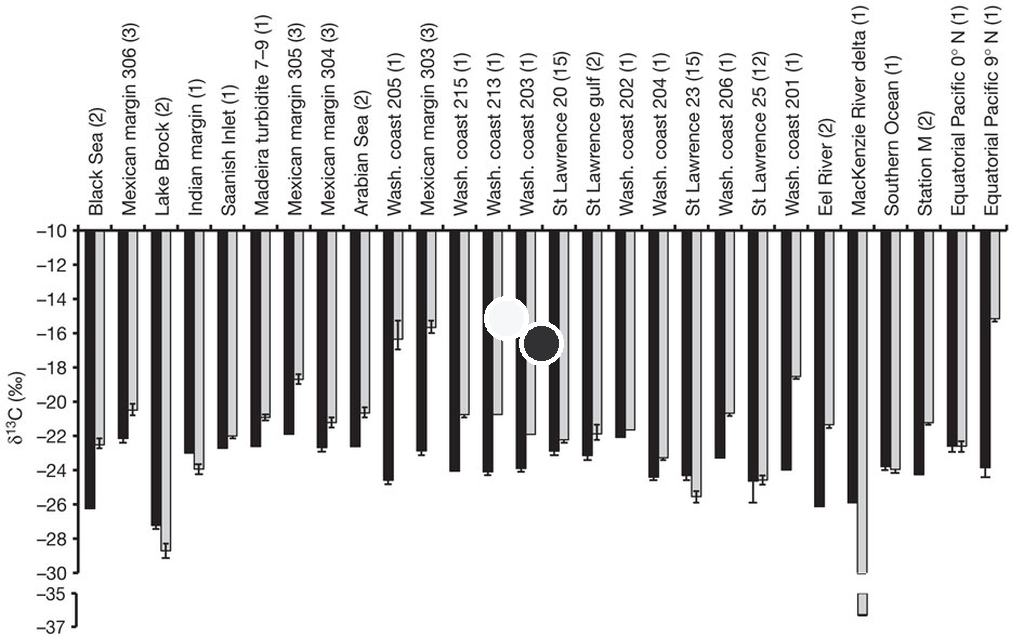 Black Sea (2)
Mexican margin 306 (3)
Lake Brock (2)
Indian margin (1)
Saanish Inlet (1)
Madeira turbidite 7–9 (1)
Mexican margin 305 (3)
Mexican margin 304 (3)
Arabian Sea (2)
Wash. coast 205 (1)
Mexican margin 303 (3)
Wash. coast 215 (1)
Wash. coast 213 (1)
Wash. coast 203 (1)
St Lawrence 20 (15)
St Lawrence gulf (2)
Wash. coast 202 (1)
Wash. coast 204 (1)
St Lawrence 23 (15)
Wash. coast 206 (1)
St Lawrence 25 (12)
Wash. coast 201 (1)
Eel River (2)
MacKenzie River delta (1)
Southern Ocean (1)
Station M (2)
Equatorial Pacific 0° N (1)
Equatorial Pacific 9° N (1)
δ¹³C (‰)
–10
–12
–14
–16
–18
–20
–22
–24
–26
–28
–30
–35
–37